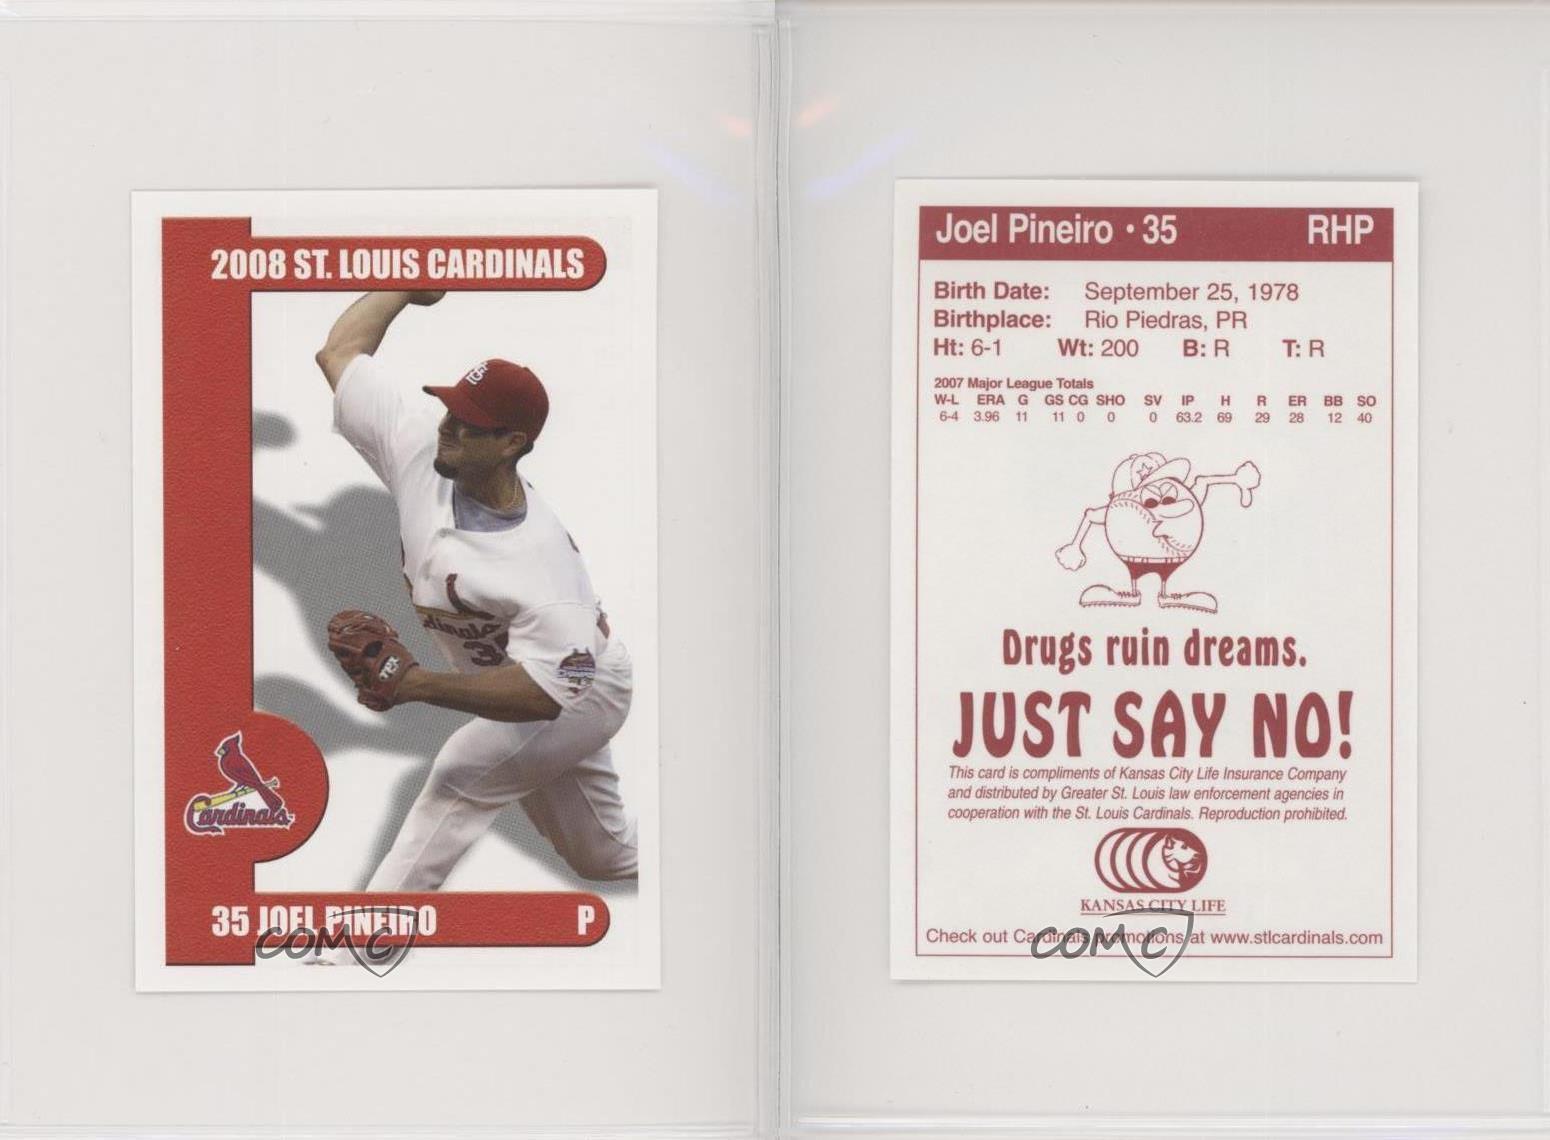 2008 ST. LOUIS CARDINALS
Cardinals
35 JOEL PINEIRO P
COMC
Joel Pineiro · 35 RHP
Birth Date: September 25, 1978
Birthplace: Rio Piedras, PR
Ht: 6-1 Wt: 200 B: R T: R
2007 Major League Totals
W-L ERA G GS CG SHO SV IP H R ER BB SO
6-4 3.96 11 11 0 0 0 63.2 69 29 28 12 40
Drugs ruin dreams.
JUST SAY NO!
This card is compliments of Kansas City Life Insurance Company
and distributed by Greater St. Louis law enforcement agencies in
cooperation with the St. Louis Cardinals. Reproduction prohibited.
KANSAS CITY LIFE
Check out Cardinals promotions at www.stlcardinals.com
COMC